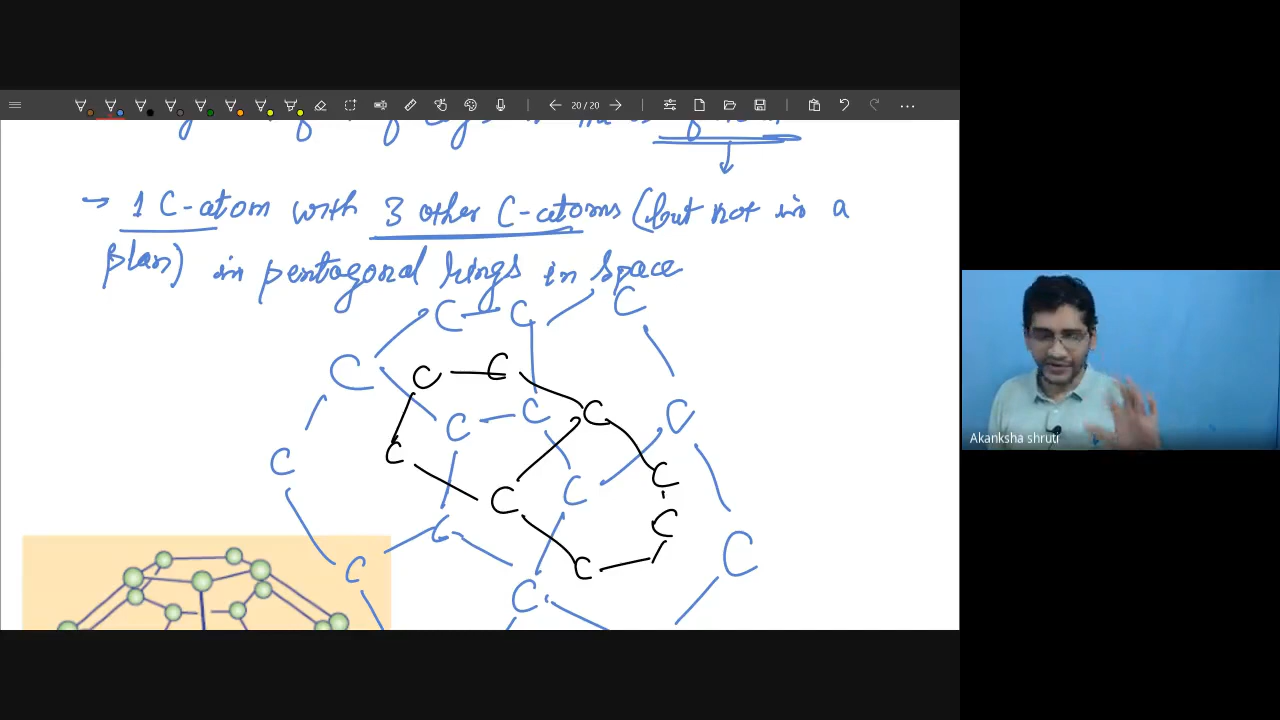 20/20
→ 1 C-atom with 3 other C-atoms (but not in a
plan) in pentagonal rings in space
C C C
C C C
C C C C
C C C
C C C
C C C
C
Akanksha shruti